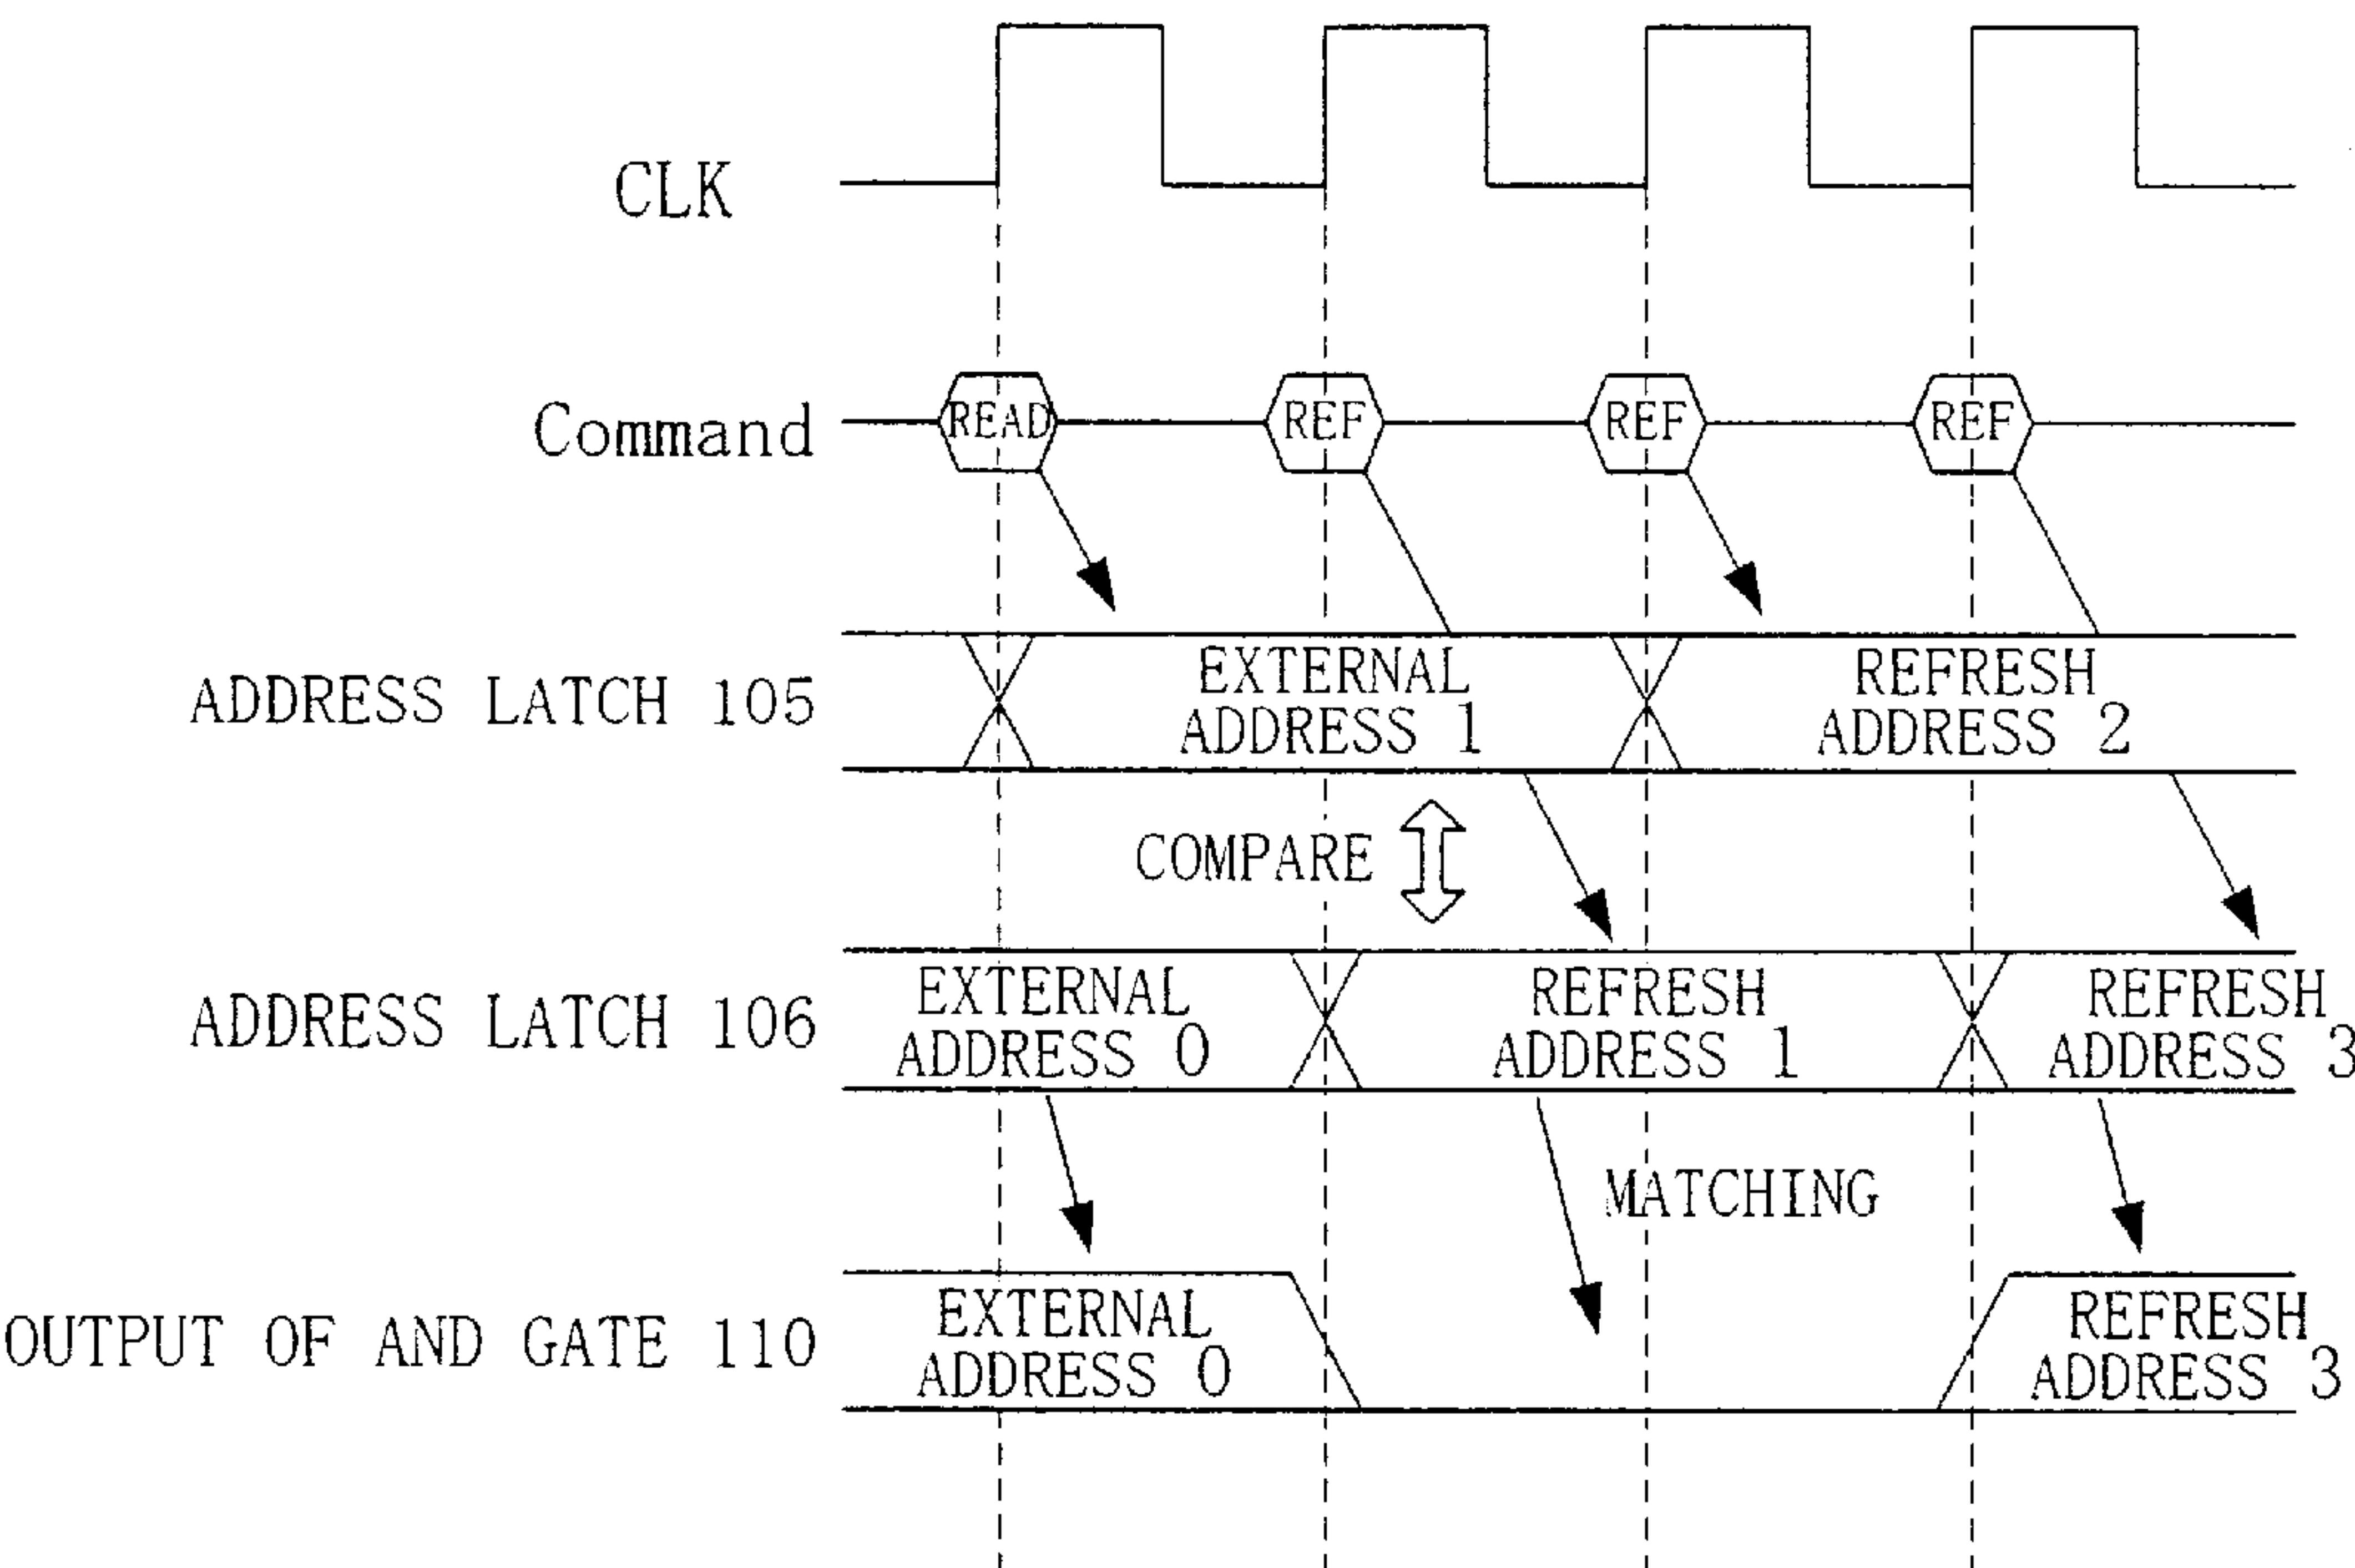 CLK
Command
READ
REF
REF
REF
ADDRESS LATCH 105
EXTERNAL
ADDRESS 1
REFRESH
ADDRESS 2
COMPARE
ADDRESS LATCH 106
EXTERNAL
ADDRESS 0
REFRESH
ADDRESS 1
REFRESH
ADDRESS 3
MATCHING
OUTPUT OF AND GATE 110
EXTERNAL
ADDRESS 0
REFRESH
ADDRESS 3